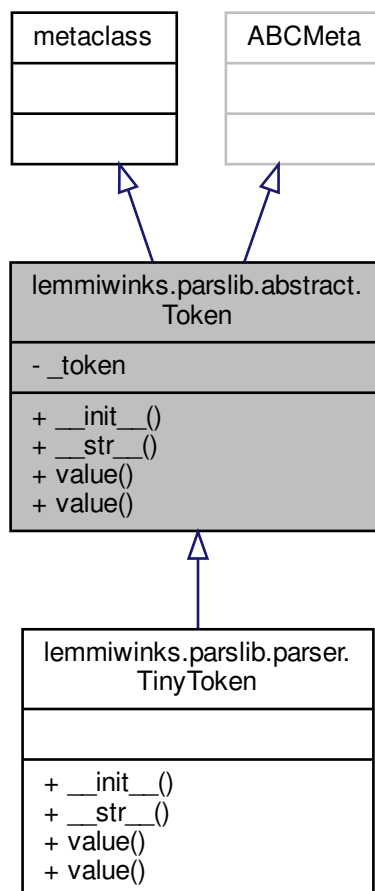 metaclass
ABCMeta
lemmiwinks.parslib.abstract.
Token
- _token
+ __init__()
+ __str__()
+ value()
+ value()
lemmiwinks.parslib.parser.
TinyToken
+ __init__()
+ __str__()
+ value()
+ value()